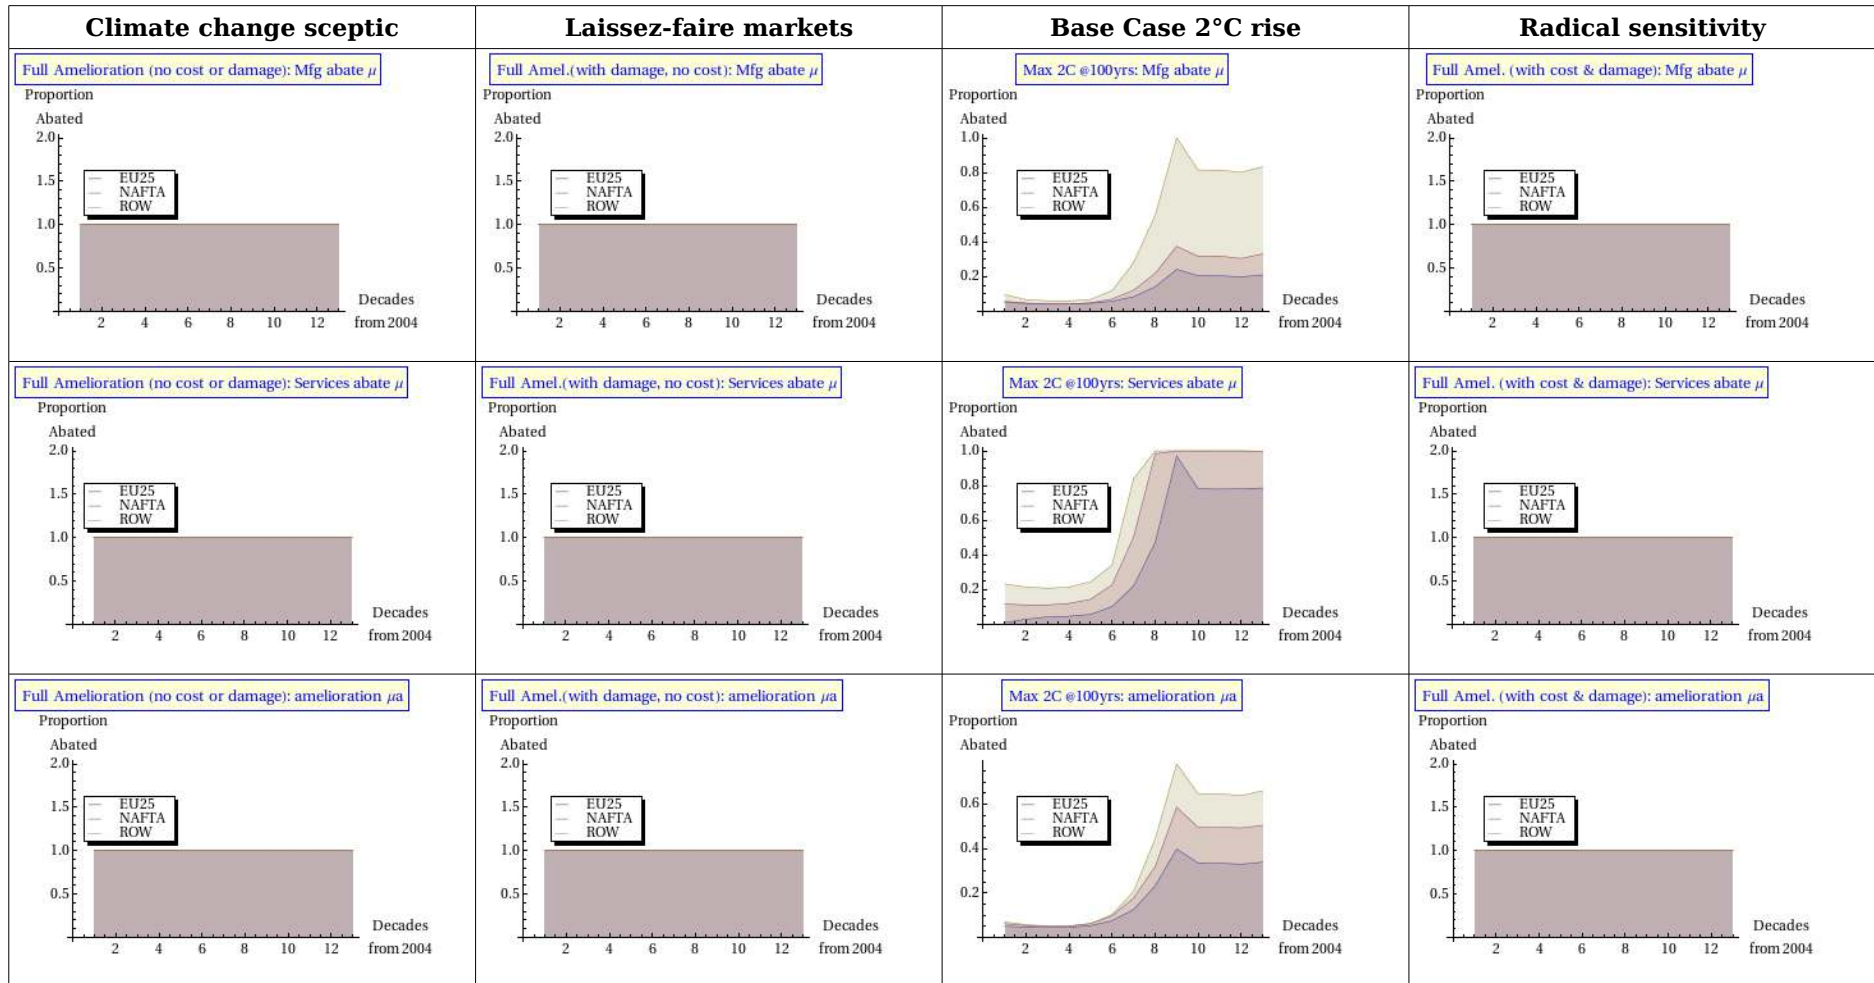 Climate change sceptic
Laissez-faire markets
Base Case 2°C rise
Radical sensitivity
Full Amelioration (no cost or damage): Mfg abate μ
Proportion
Abated
2.0
1.5
1.0
0.5
EU25
NAFTA
ROW
2 4 6 8 10 12
Decades
from 2004
Full Amel.(with damage, no cost): Mfg abate μ
Proportion
Abated
2.0
1.5
1.0
0.5
EU25
NAFTA
ROW
2 4 6 8 10 12
Decades
from 2004
Max 2C @100yrs: Mfg abate μ
Proportion
Abated
1.0
0.8
0.6
0.4
0.2
EU25
NAFTA
ROW
2 4 6 8 10 12
Decades
from 2004
Full Amel. (with cost & damage): Mfg abate μ
Proportion
Abated
2.0
1.5
1.0
0.5
EU25
NAFTA
ROW
2 4 6 8 10 12
Decades
from 2004
Full Amelioration (no cost or damage): Services abate μ
Proportion
Abated
2.0
1.5
1.0
0.5
EU25
NAFTA
ROW
2 4 6 8 10 12
Decades
from 2004
Full Amel.(with damage, no cost): Services abate μ
Proportion
Abated
2.0
1.5
1.0
0.5
EU25
NAFTA
ROW
2 4 6 8 10 12
Decades
from 2004
Max 2C @100yrs: Services abate μ
Proportion
Abated
1.0
0.8
0.6
0.4
0.2
EU25
NAFTA
ROW
2 4 6 8 10 12
Decades
from 2004
Full Amel. (with cost & damage): Services abate μ
Proportion
Abated
2.0
1.5
1.0
0.5
EU25
NAFTA
ROW
2 4 6 8 10 12
Decades
from 2004
Full Amelioration (no cost or damage): amelioration μa
Proportion
Abated
2.0
1.5
1.0
0.5
EU25
NAFTA
ROW
2 4 6 8 10 12
Decades
from 2004
Full Amel.(with damage, no cost): amelioration μa
Proportion
Abated
2.0
1.5
1.0
0.5
EU25
NAFTA
ROW
2 4 6 8 10 12
Decades
from 2004
Max 2C @100yrs: amelioration μa
Proportion
Abated
0.6
0.4
0.2
EU25
NAFTA
ROW
2 4 6 8 10 12
Decades
from 2004
Full Amel. (with cost & damage): amelioration μa
Proportion
Abated
2.0
1.5
1.0
0.5
EU25
NAFTA
ROW
2 4 6 8 10 12
Decades
from 2004